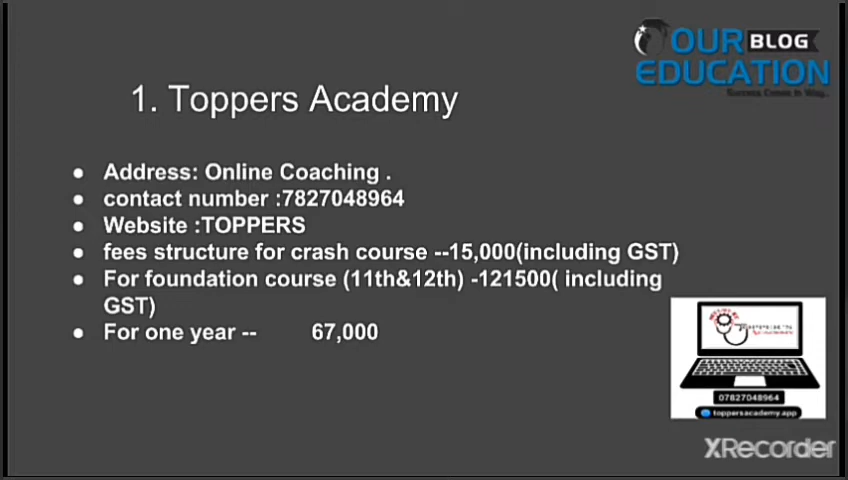 OUR BLOG
EDUCATION
1. Toppers Academy
● Address: Online Coaching .
● contact number :7827048964
● Website :TOPPERS
● fees structure for crash course --15,000(including GST)
● For foundation course (11th&12th) -121500( including
GST)
● For one year -- 67,000
07827048964
toppersacademy.app
XRecorder